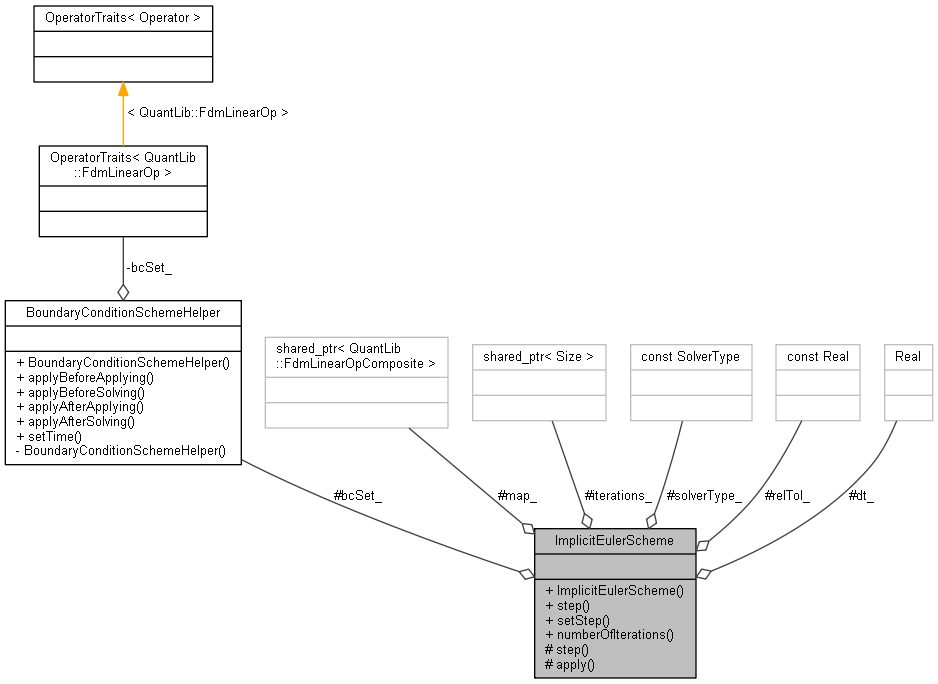 OperatorTraits< Operator >
< QuantLib::FdmLinearOp >
OperatorTraits< QuantLib
::FdmLinearOp >
-bcSet_
BoundaryConditionSchemeHelper
+ BoundaryConditionSchemeHelper()
+ applyBeforeApplying()
+ applyBeforeSolving()
+ applyAfterApplying()
+ applyAfterSolving()
+ setTime()
- BoundaryConditionSchemeHelper()
shared_ptr< QuantLib
::FdmLinearOpComposite >
shared_ptr< Size >
const SolverType
const Real
Real
#bcSet_
#map_
#iterations_
#solverType_
#relTol_
#dt_
ImplicitEulerScheme
+ ImplicitEulerScheme()
+ step()
+ setStep()
+ numberOfIterations()
# step()
# apply()